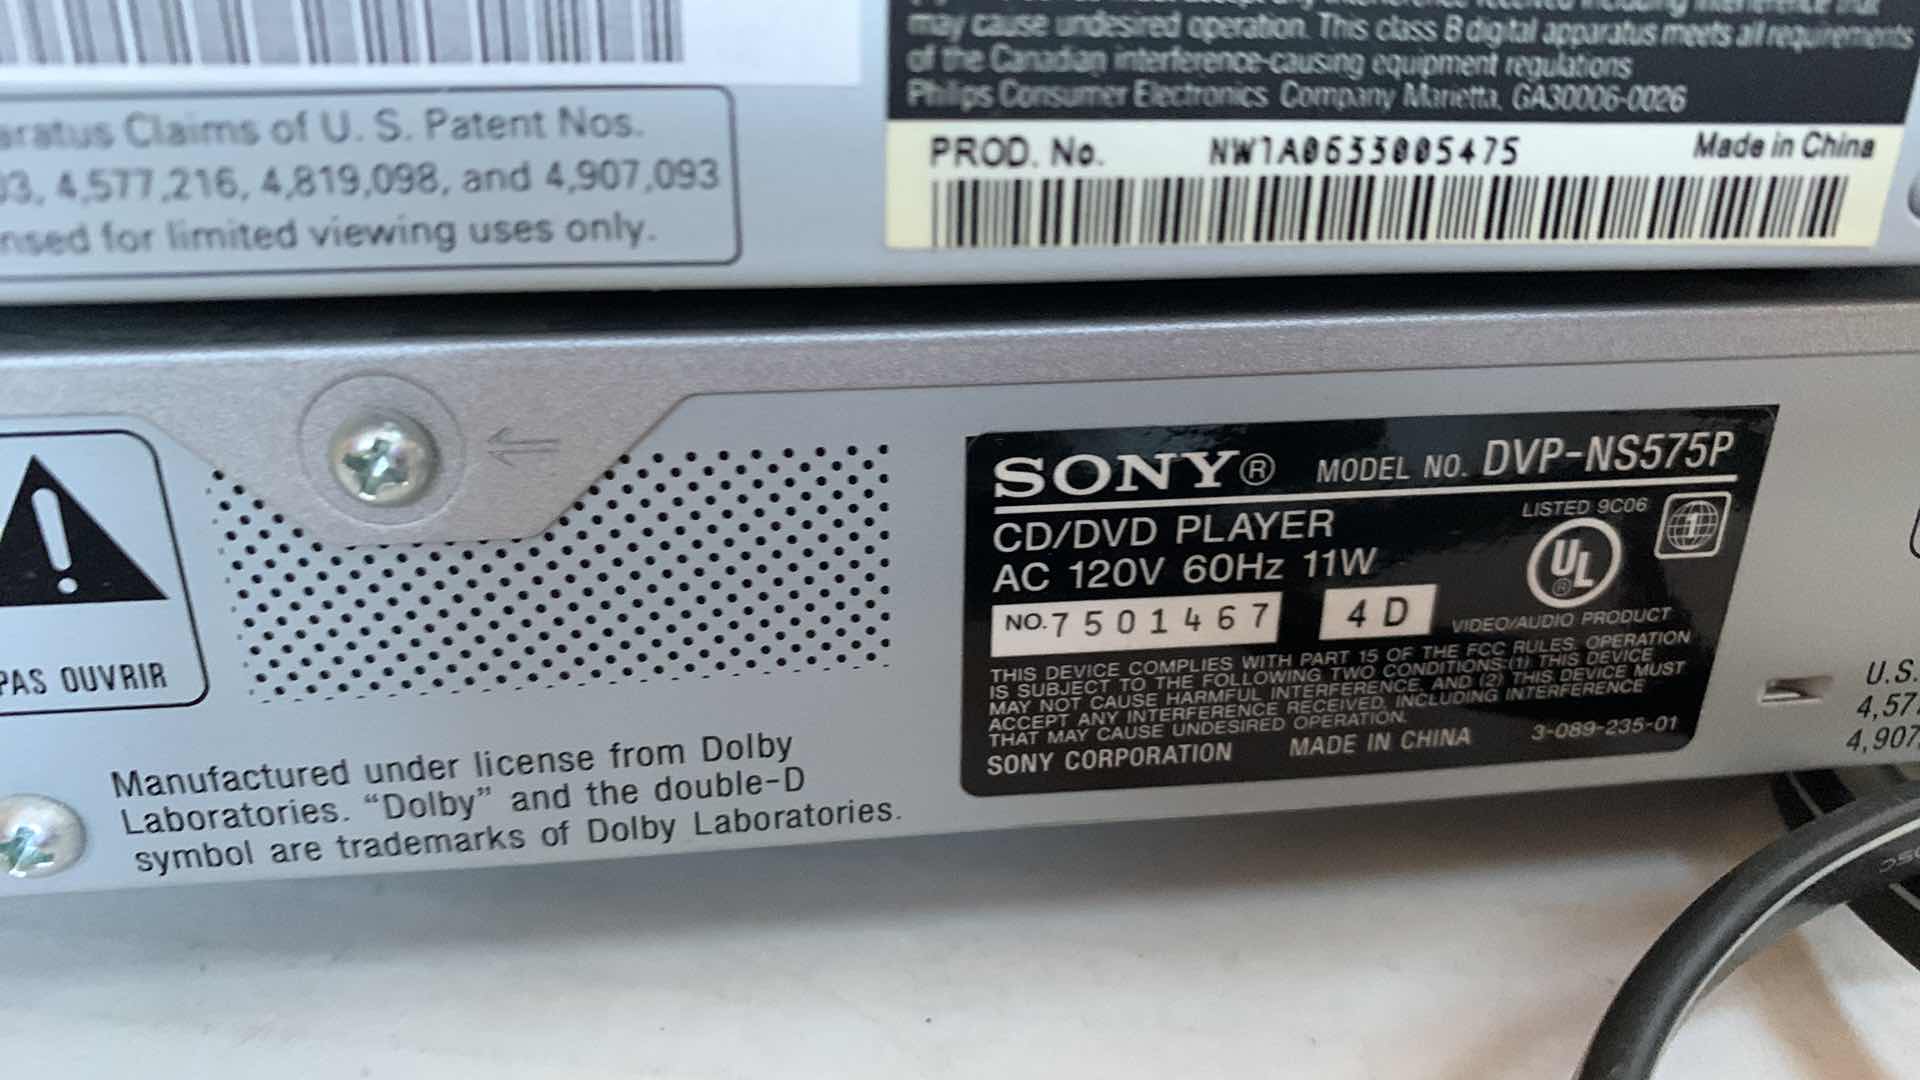 may cause undesired operation. This class B digital apparatus meets all requirements
of the Canadian interference-causing equipment regulations
Philips Consumer Electronics Company Marietta, GA30006-0026
PROD. No. NW1A0633005475 Made in China
aratus Claims of U. S. Patent Nos.
93, 4,577,216, 4,819,098, and 4,907,093
nsed for limited viewing uses only.
PAS OUVRIR
Manufactured under license from Dolby
Laboratories. “Dolby” and the double-D
symbol are trademarks of Dolby Laboratories.
SONY® MODEL NO. DVP-NS575P
CD/DVD PLAYER
AC 120V 60Hz 11W
NO. 7501467 4D
LISTED 9C06
1
UL®
VIDEO/AUDIO PRODUCT
THIS DEVICE COMPLIES WITH PART 15 OF THE FCC RULES. OPERATION
IS SUBJECT TO THE FOLLOWING TWO CONDITIONS:(1) THIS DEVICE
MAY NOT CAUSE HARMFUL INTERFERENCE, AND (2) THIS DEVICE MUST
ACCEPT ANY INTERFERENCE RECEIVED, INCLUDING INTERFERENCE
THAT MAY CAUSE UNDESIRED OPERATION.
SONY CORPORATION MADE IN CHINA 3-089-235-01
U.S.
4,57
4,907